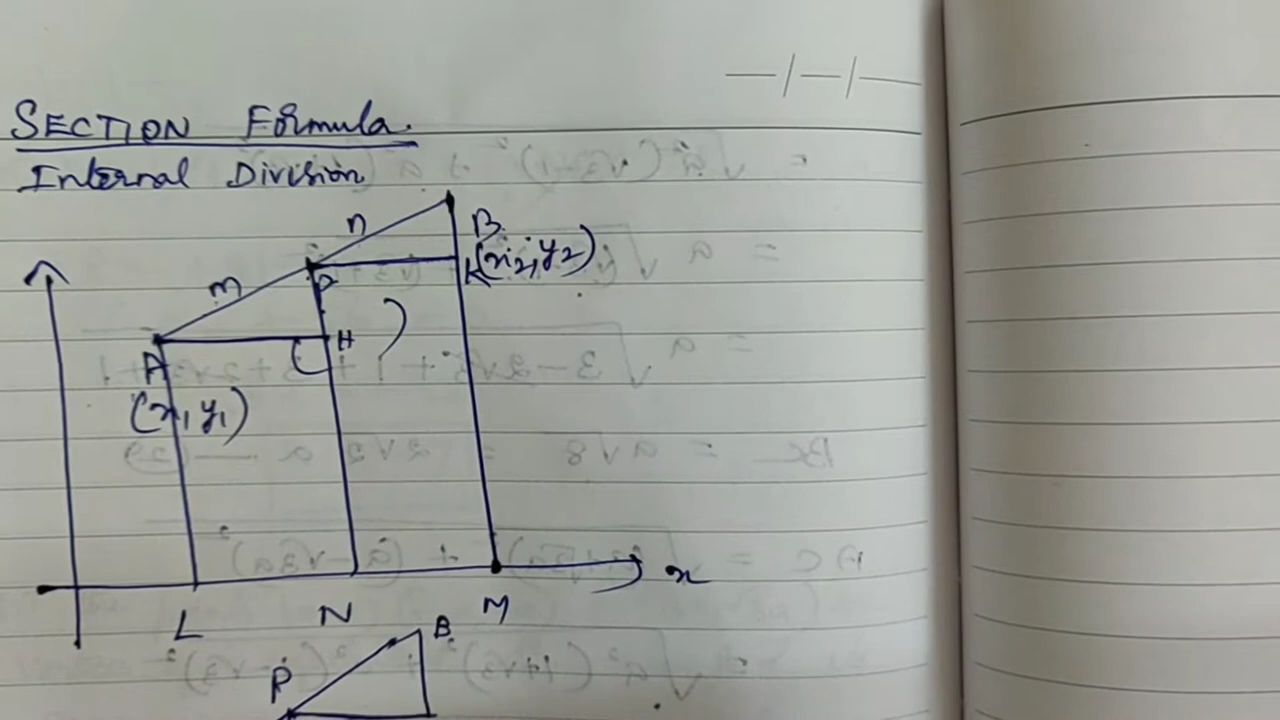 — / — / —
SECTION Formula.
Internal Division
n
B
K(x2, y2)
m
P
A
H
(x1 y1)
x
L N M
B
P